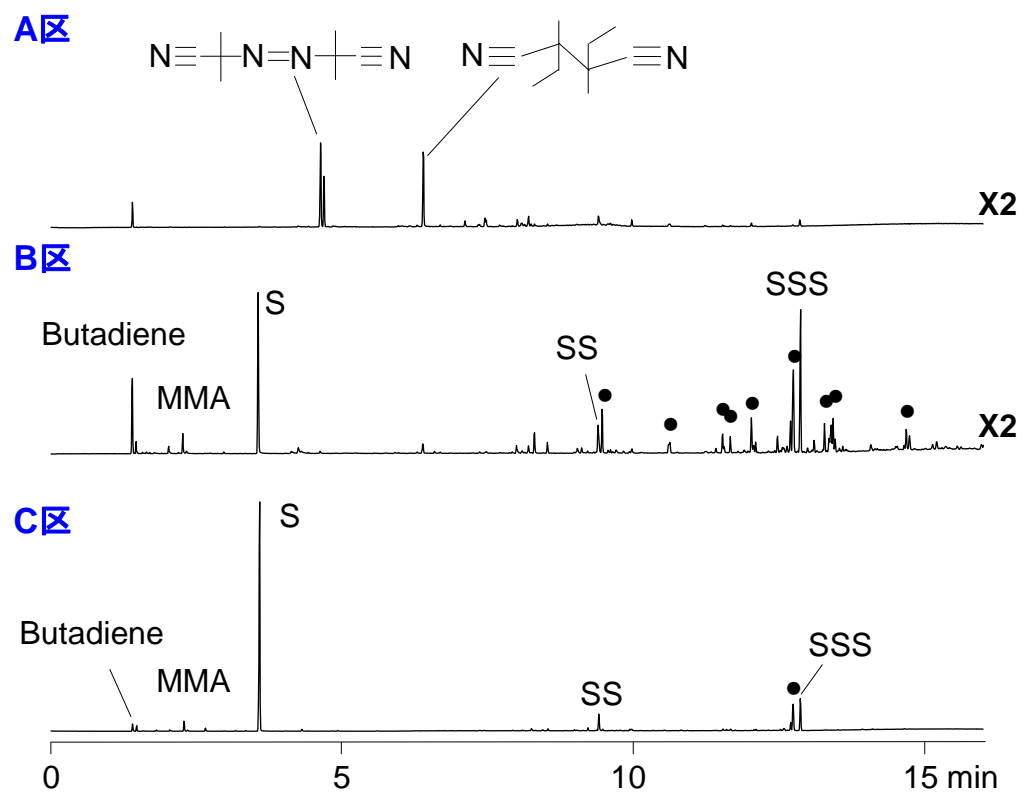 A区
N≡ N=N ≡N
N≡ ≡N
X2
B区
SSS
S
Butadiene
SS
MMA
X2
C区
S
Butadiene
SSS
MMA
SS
0 5 10 15 min